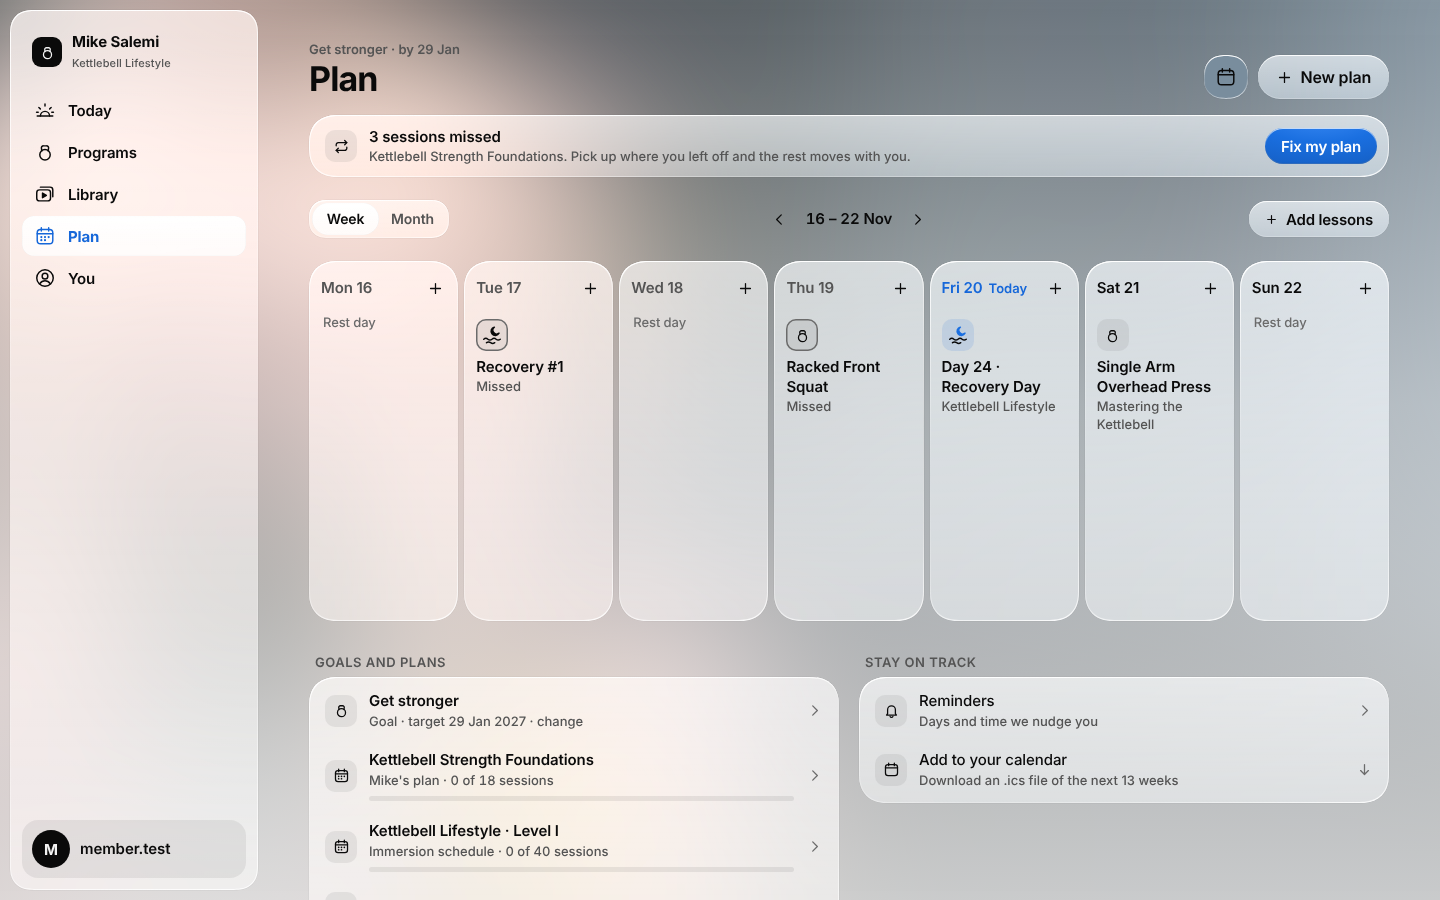 Mike Salemi
Kettlebell Lifestyle
Today
Programs
Library
Plan
You
M
member.test
Get stronger · by 29 Jan
Plan
+ New plan
3 sessions missed
Kettlebell Strength Foundations. Pick up where you left off and the rest moves with you.
Fix my plan
Week
Month
16 – 22 Nov
+ Add lessons
Mon 16 +
Rest day
Tue 17 +
Recovery #1
Missed
Wed 18 +
Rest day
Thu 19 +
Racked Front
Squat
Missed
Fri 20 Today +
Day 24 ·
Recovery Day
Kettlebell Lifestyle
Sat 21 +
Single Arm
Overhead Press
Mastering the
Kettlebell
Sun 22 +
Rest day
GOALS AND PLANS
Get stronger
Goal · target 29 Jan 2027 · change
Kettlebell Strength Foundations
Mike's plan · 0 of 18 sessions
Kettlebell Lifestyle · Level I
Immersion schedule · 0 of 40 sessions
STAY ON TRACK
Reminders
Days and time we nudge you
Add to your calendar
Download an .ics file of the next 13 weeks